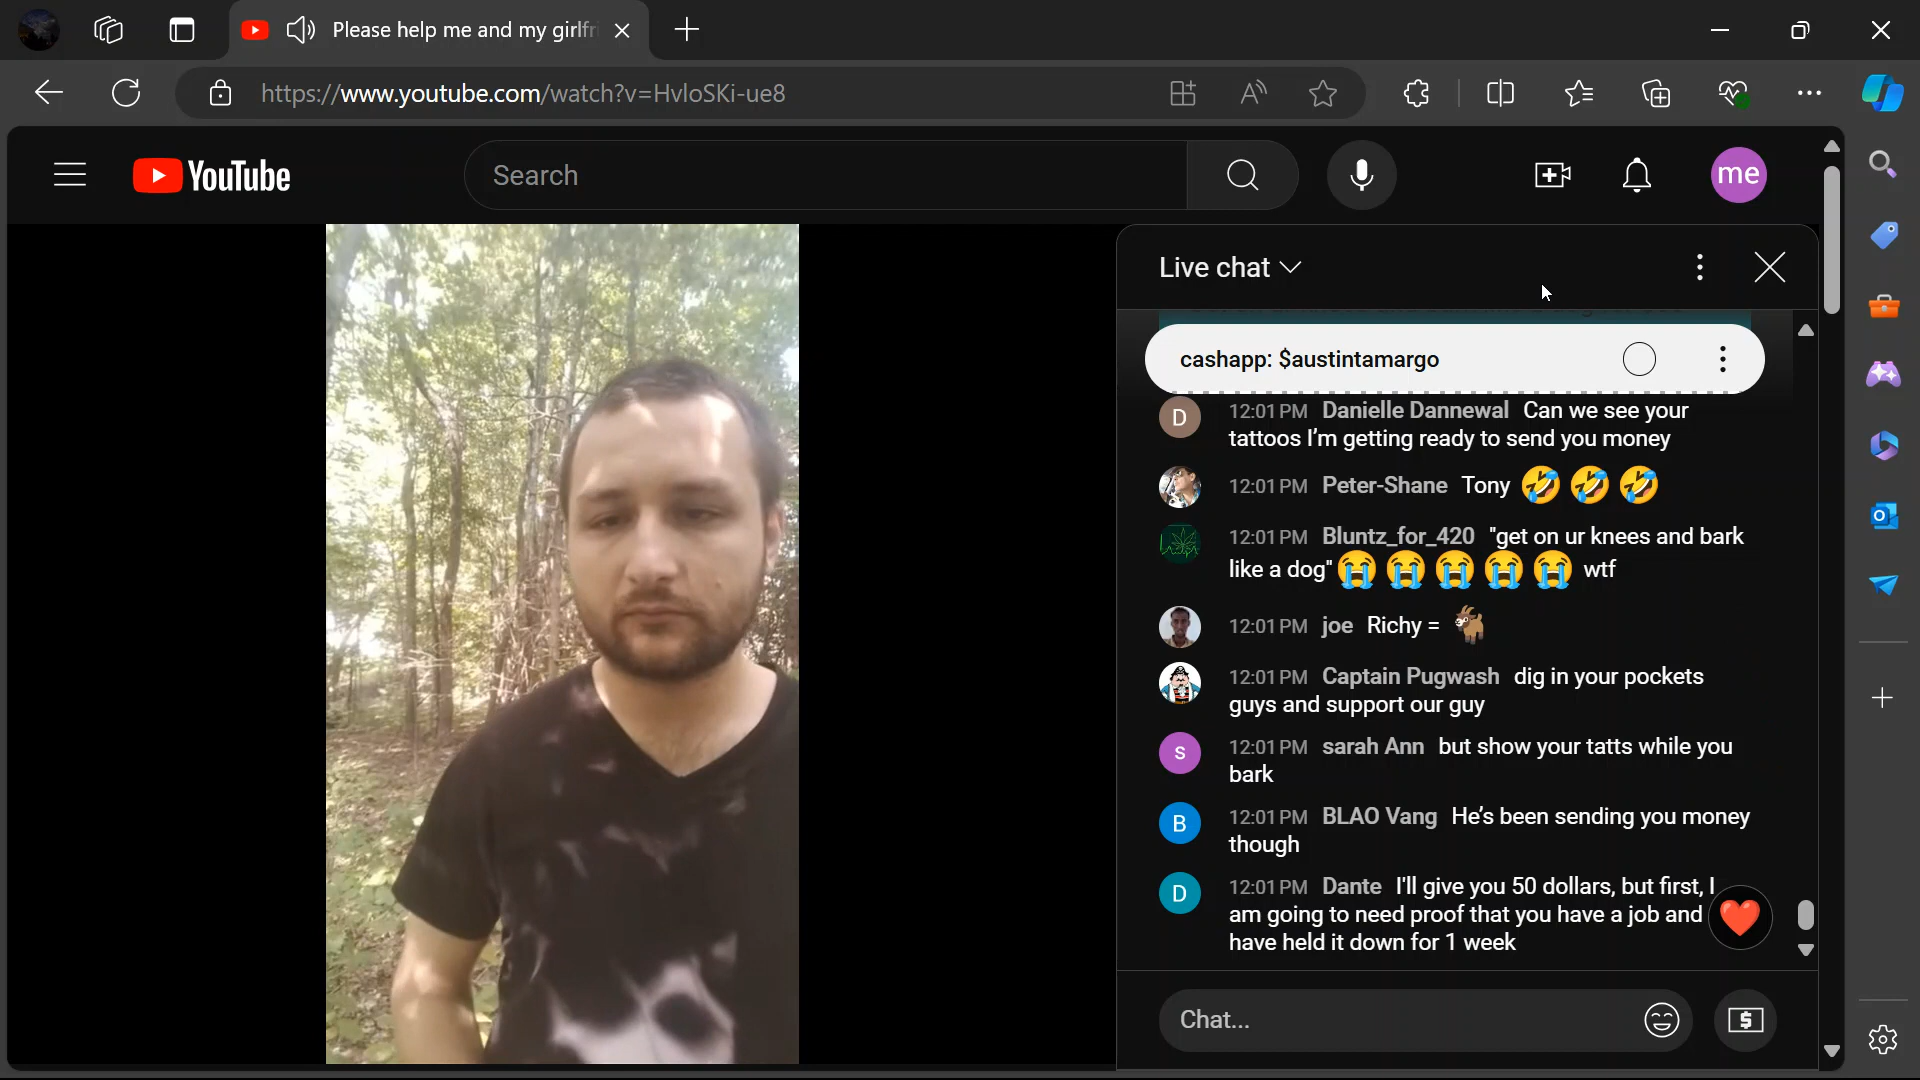 Please help me and my girlfr
https://www.youtube.com/watch?v=HvIoSKi-ue8
YouTube
Search
me
Live chat
cashapp: $austintamargo
D 12:01 PM Danielle Dannewal Can we see your
tattoos I'm getting ready to send you money
12:01 PM Peter-Shane Tony 🤣 🤣 🤣
12:01 PM Bluntz_for_420 "get on ur knees and bark
like a dog" 😭 😭 😭 😭 😭 wtf
12:01 PM joe Richy = 🐐
12:01 PM Captain Pugwash dig in your pockets
guys and support our guy
s 12:01 PM sarah Ann but show your tatts while you
bark
B 12:01 PM BLAO Vang He's been sending you money
though
D 12:01 PM Dante I'll give you 50 dollars, but first, I
am going to need proof that you have a job and
have held it down for 1 week
Chat...